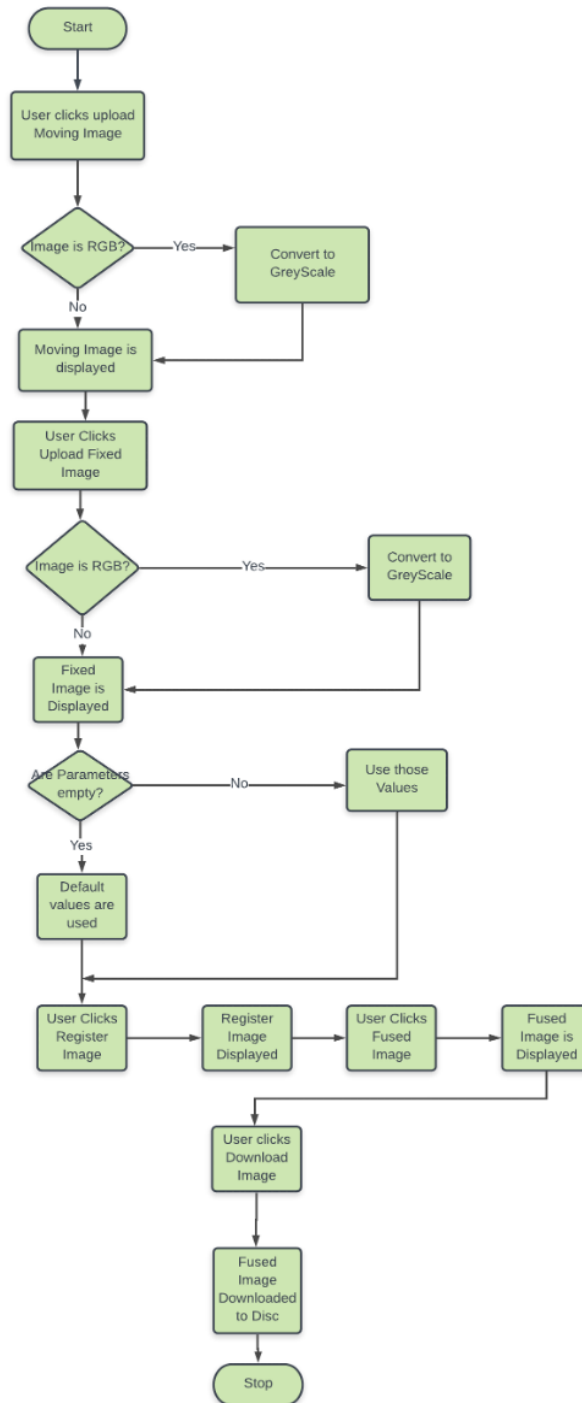 Start
User clicks upload
Moving Image
Image is RGB?
Yes
Convert to
GreyScale
No
Moving Image is
displayed
User Clicks
Upload Fixed
Image
Image is RGB?
Yes
Convert to
GreyScale
No
Fixed
Image is
Displayed
Are Parameters
empty?
No
Use those
Values
Yes
Default
values are
used
User Clicks
Register
Image
Register
Image
Displayed
User Clicks
Fused
Image
Fused
Image is
Displayed
User clicks
Download
Image
Fused
Image
Downloaded
to Disc
Stop